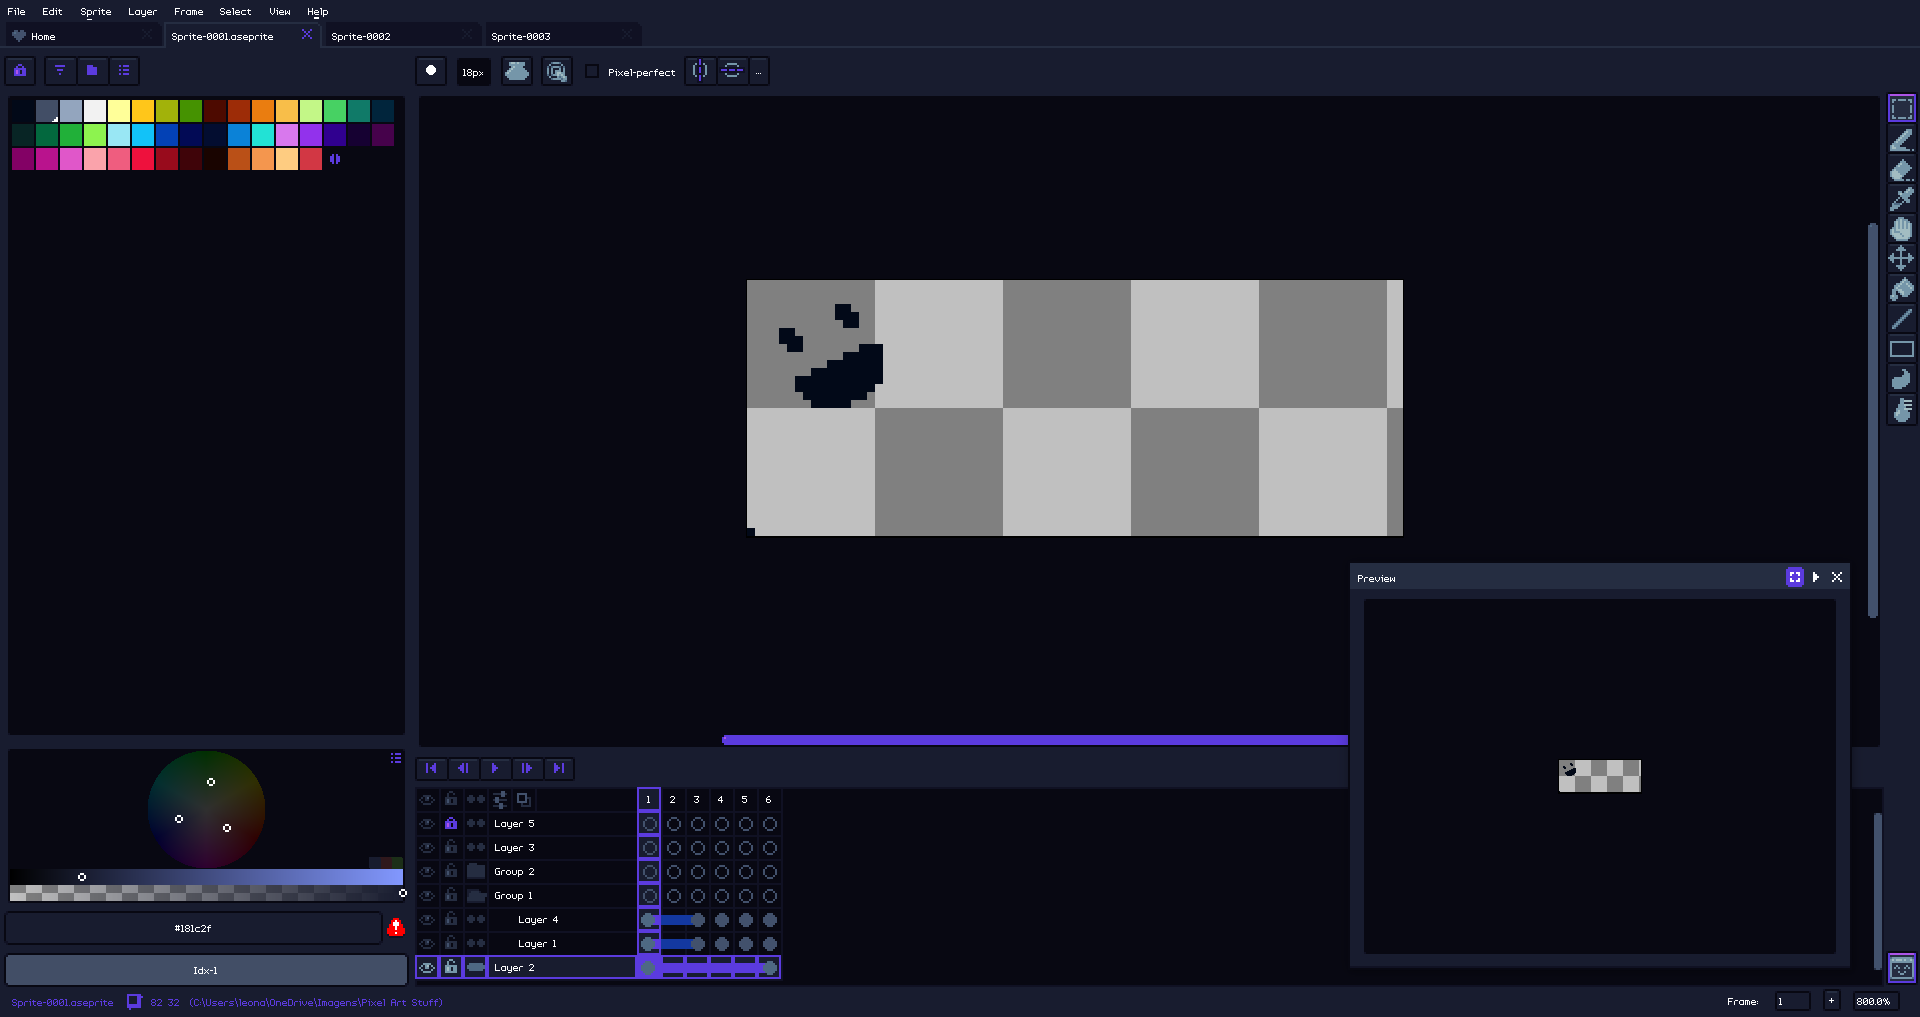 File Edit Sprite Layer Frame Select View Help
Home Sprite-0001.aseprite Sprite-0002 Sprite-0003
18px Pixel-perfect ...
Preview
1 2 3 4 5 6
Layer 5
Layer 3
Group 2
Group 1
Layer 4
Layer 1
Layer 2
#181c2f
Idx-1
Sprite-0001.aseprite 82 32 (C:\Users\leona\OneDrive\Imagens\Pixel Art Stuff) Frame: 1 + 800.0%